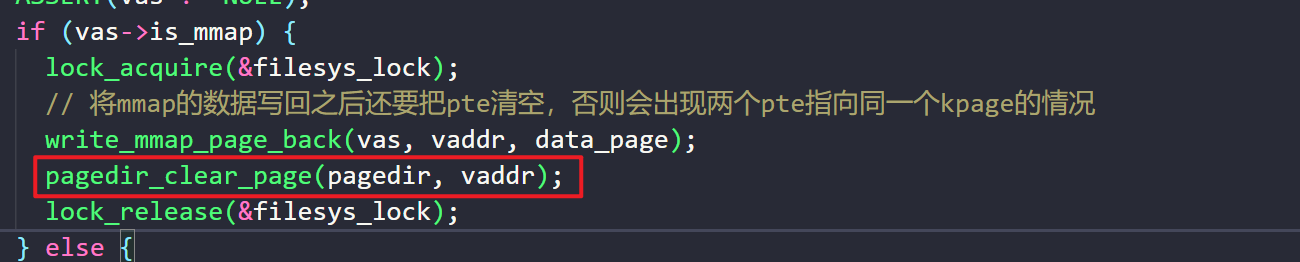 ASSERT(vas != NULL);
if (vas->is_mmap) {
lock_acquire(&filesys_lock);
// 将mmap的数据写回之后还要把pte清空，否则会出现两个pte指向同一个kpage的情况
write_mmap_page_back(vas, vaddr, data_page);
pagedir_clear_page(pagedir, vaddr);
lock_release(&filesys_lock);
} else {